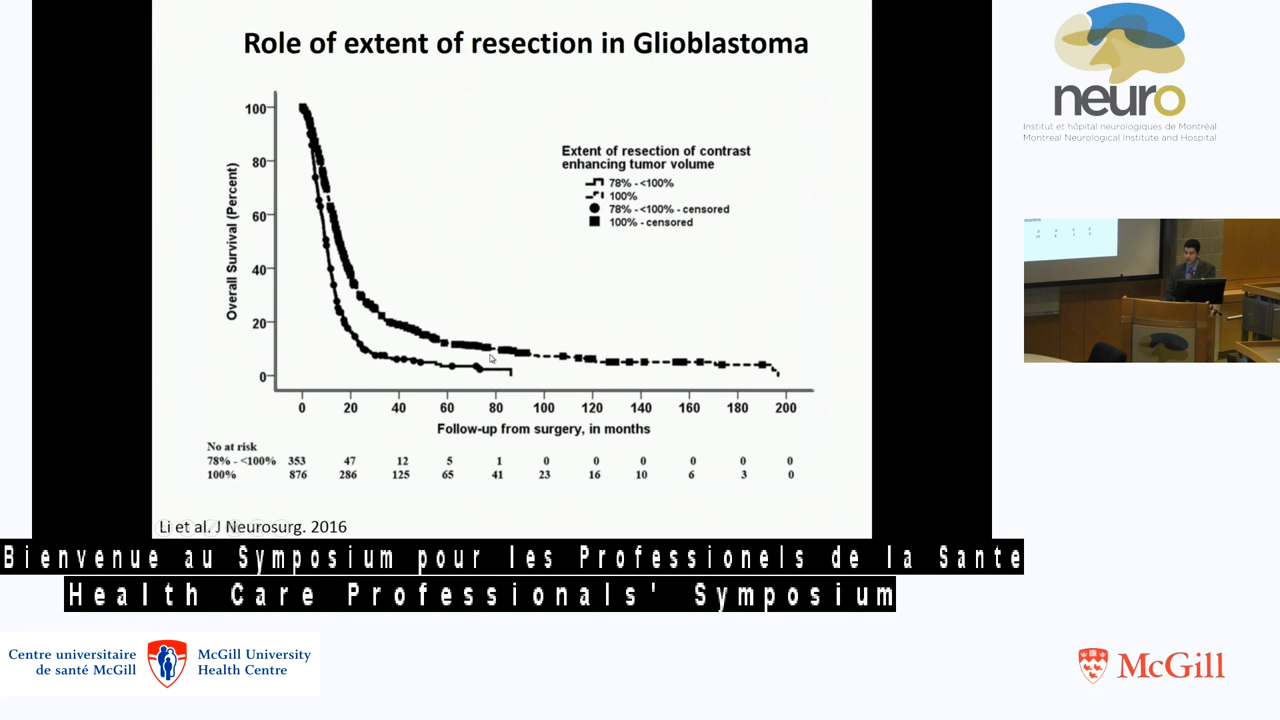 Role of extent of resection in Glioblastoma
Overall Survival (Percent)
100
80
60
40
20
0
Extent of resection of contrast
enhancing tumor volume
78% - <100%
100%
78% - <100% - censored
100% - censored
0 20 40 60 80 100 120 140 160 180 200
Follow-up from surgery, in months
No at risk
78% - <100% 353 47 12 5 1 0 0 0 0 0 0
100% 876 286 125 65 41 23 16 10 6 3 0
Li et al. J Neurosurg. 2016
neuro
Institut et hôpital neurologiques de Montréal
Montreal Neurological Institute and Hospital
Bienvenue au Symposium pour les Professionels de la Sante
Health Care Professionals' Symposium
Centre universitaire
de santé McGill
McGill University
Health Centre
McGill